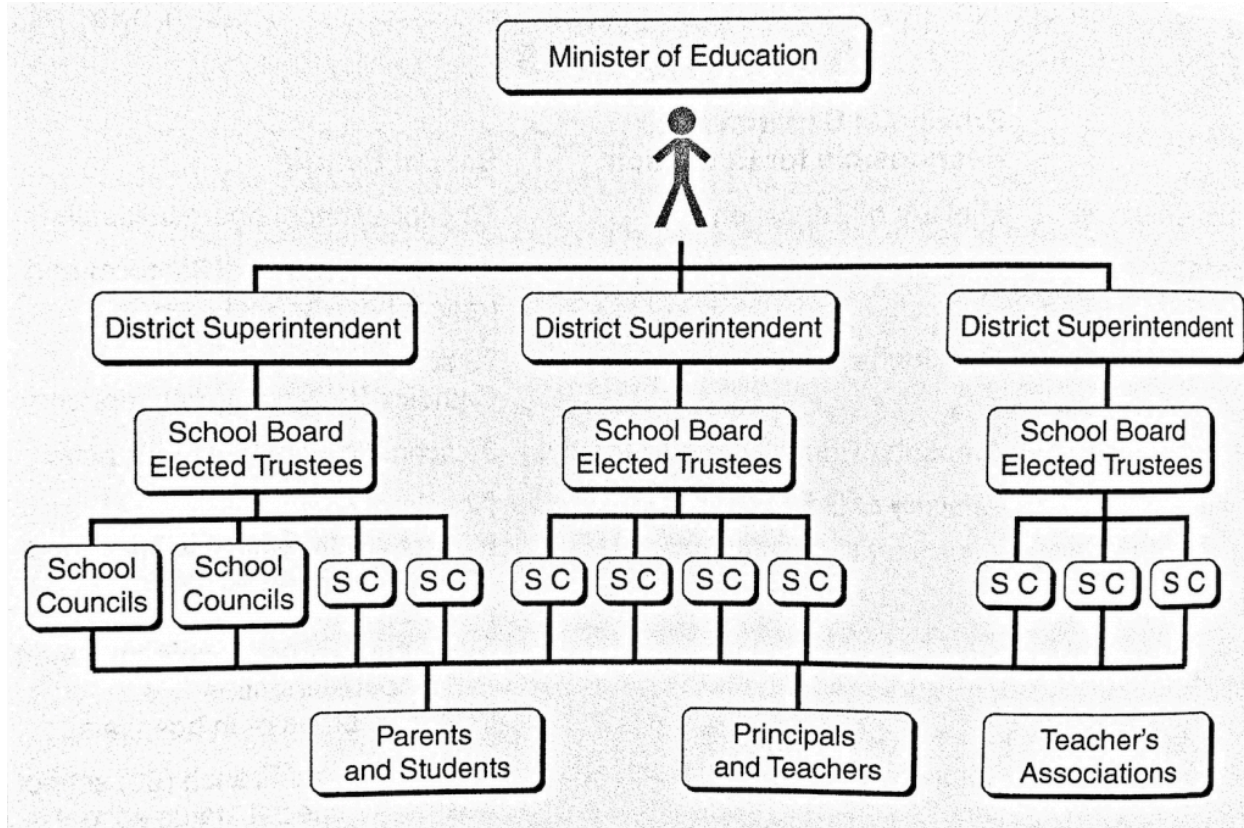 Minister of Education
District Superintendent
District Superintendent
District Superintendent
School Board
Elected Trustees
School Board
Elected Trustees
School Board
Elected Trustees
School
Councils
School
Councils
S C
S C
S C
S C
S C
S C
S C
S C
S C
Parents
and Students
Principals
and Teachers
Teacher's
Associations